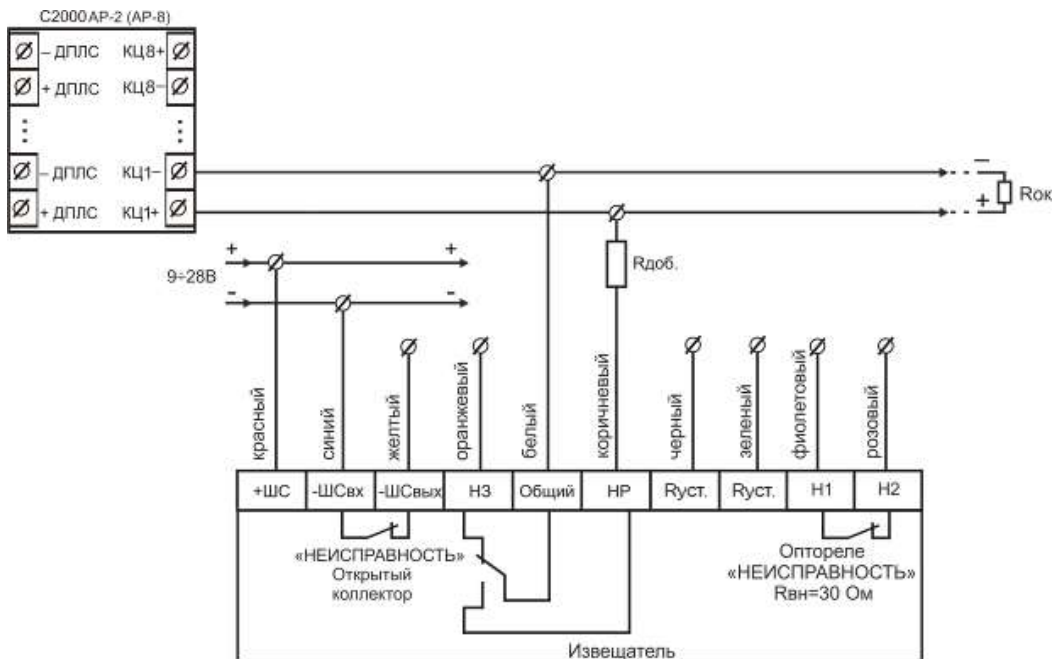 С2000 АР-2 (АР-8)
– ДПЛС КЦ8+
+ ДПЛС КЦ8–
– ДПЛС КЦ1–
+ ДПЛС КЦ1+
–
+
Rок
+ +
9÷28В
- -
Rдоб.
красный
синий
желтый
оранжевый
белый
коричневый
черный
зеленый
фиолетовый
розовый
+ШС -ШСвх -ШСвых НЗ Общий НР Rуст. Rуст. Н1 Н2
«НЕИСПРАВНОСТЬ»
Открытый
коллектор
Оптореле
«НЕИСПРАВНОСТЬ»
Rвн=30 Ом
Извещатель